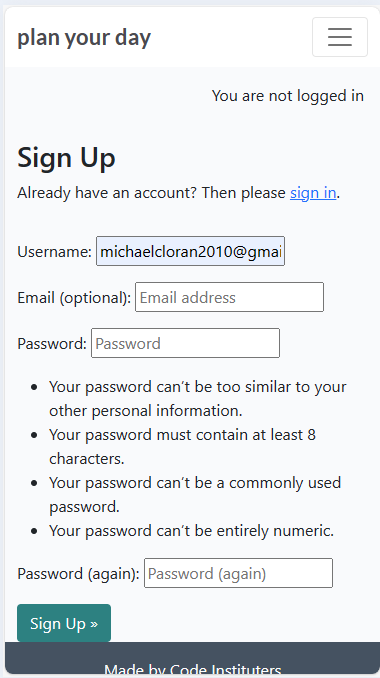 plan your day
You are not logged in
Sign Up
Already have an account? Then please sign in.
Username: michaelcloran2010@gmai
Email (optional): Email address
Password: Password
Your password can’t be too similar to your
other personal information.
Your password must contain at least 8
characters.
Your password can’t be a commonly used
password.
Your password can’t be entirely numeric.
Password (again): Password (again)
Sign Up »
Made by Code Instituters